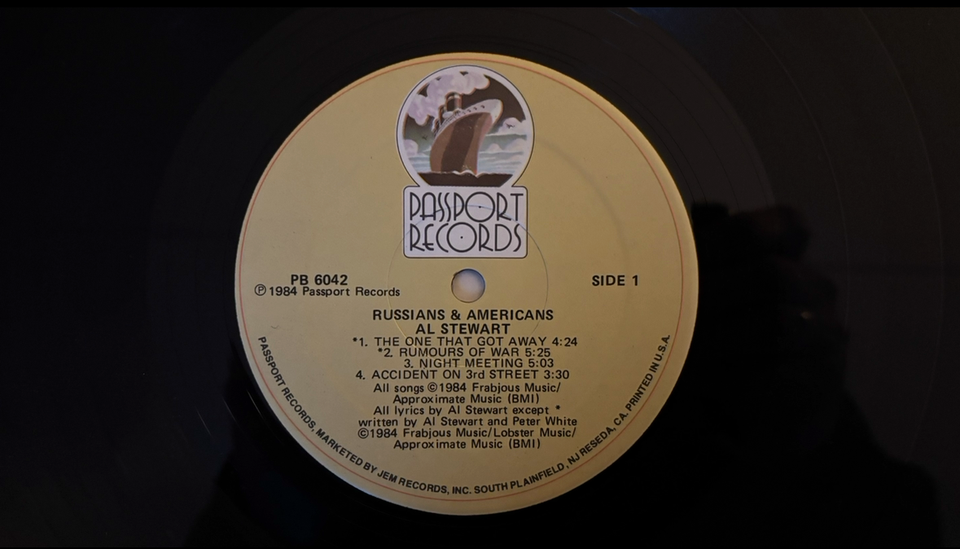 PASSPORT
RECORDS
PB 6042
Ⓟ1984 Passport Records
SIDE 1
RUSSIANS & AMERICANS
AL STEWART
*1. THE ONE THAT GOT AWAY 4:24
*2. RUMOURS OF WAR 5:25
3. NIGHT MEETING 5:03
4. ACCIDENT ON 3rd STREET 3:30
All songs ©1984 Frabjous Music/
Approximate Music (BMI)
All lyrics by Al Stewart except *
written by Al Stewart and Peter White
©1984 Frabjous Music/Lobster Music/
Approximate Music (BMI)
PASSPORT RECORDS, MARKETED BY JEM RECORDS, INC. SOUTH PLAINFIELD, NJ RESEDA, CA. PRINTED IN U.S.A.